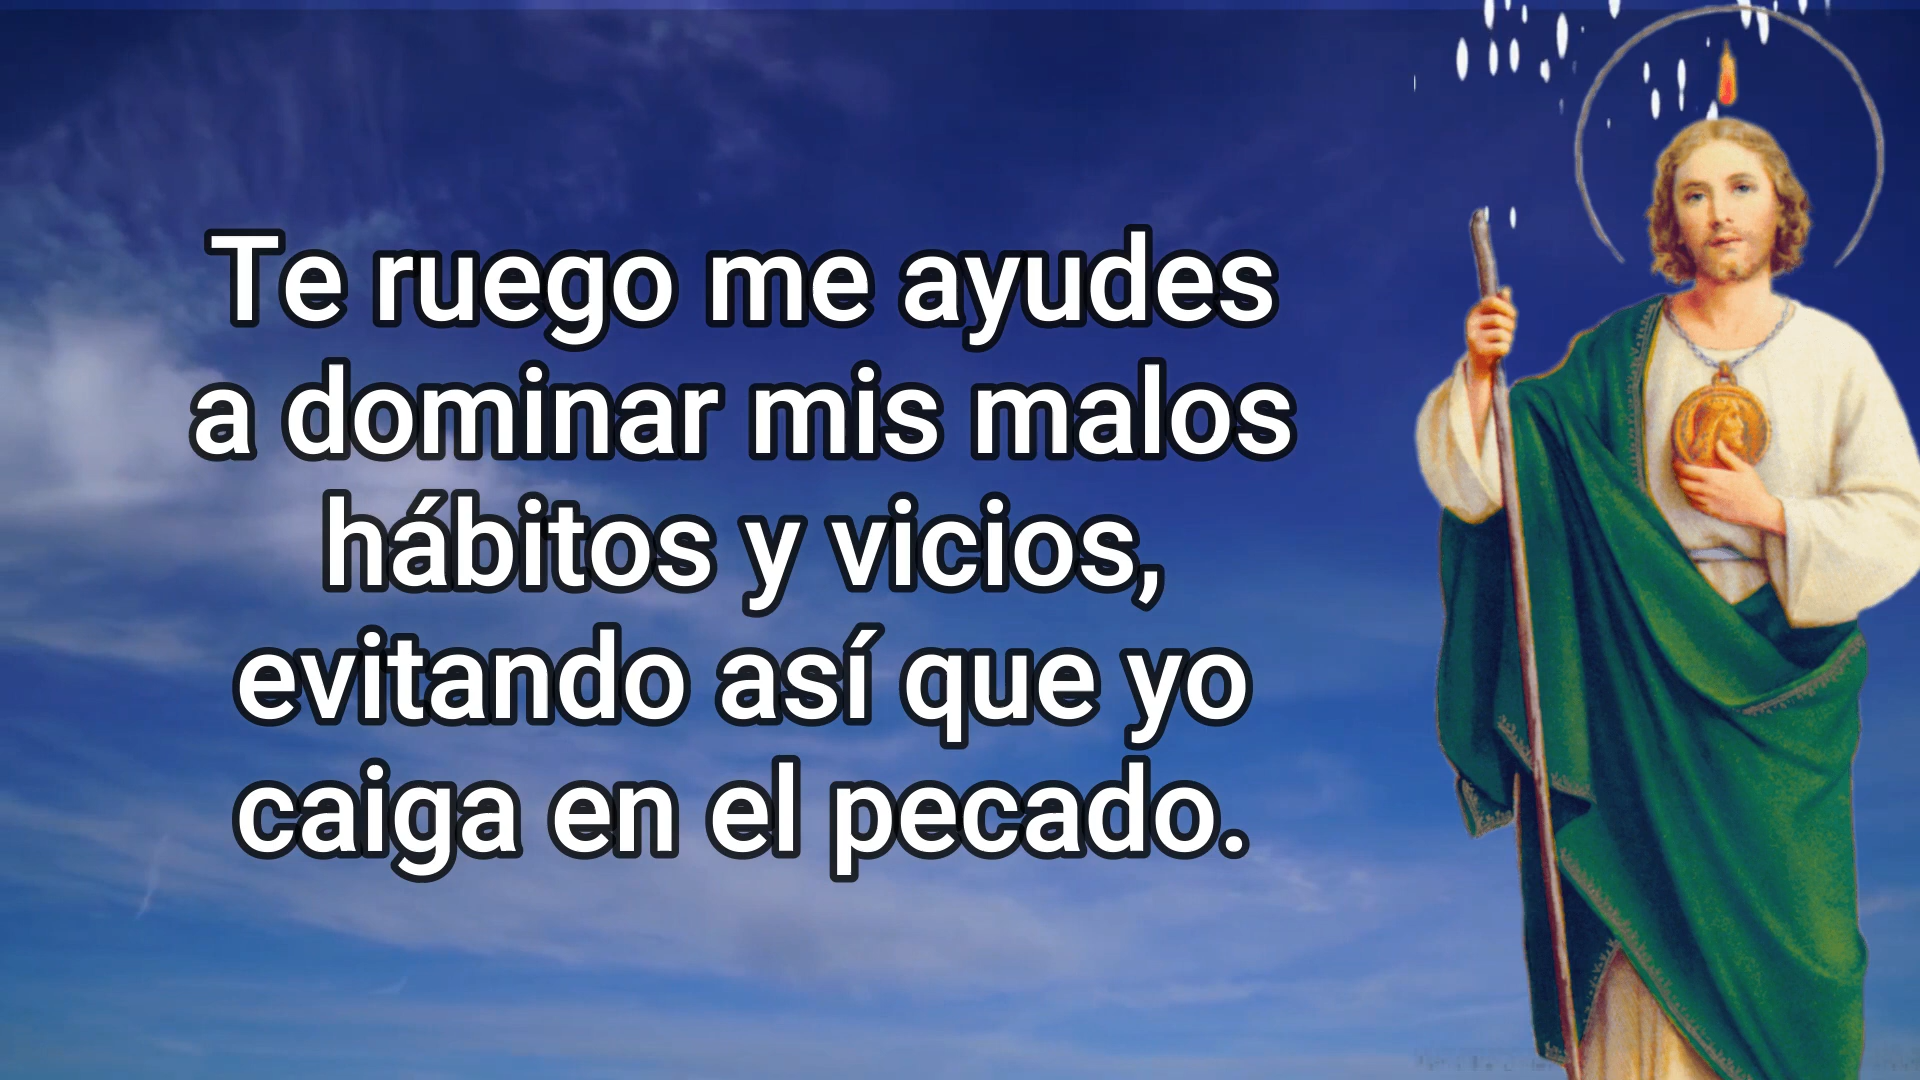 Te ruego me ayudes
a dominar mis malos
hábitos y vicios,
evitando así que yo
caiga en el pecado.